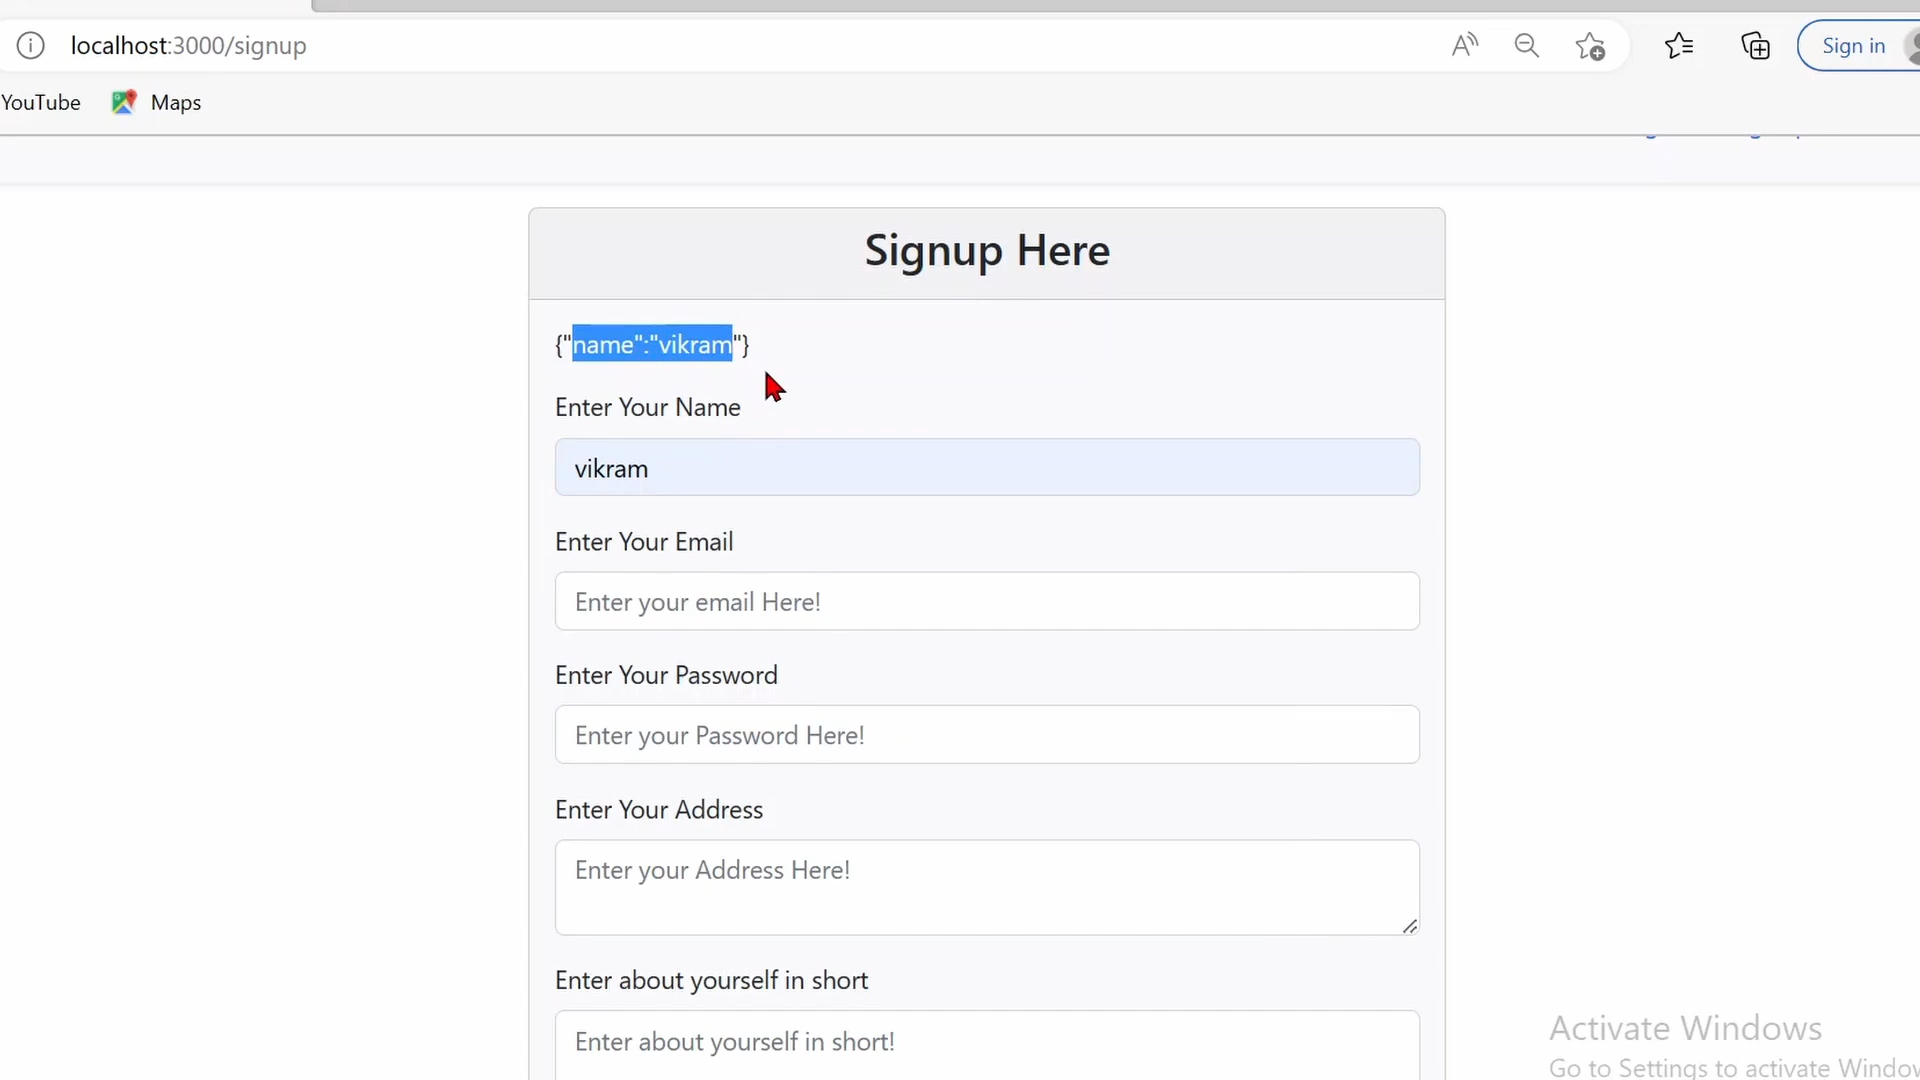 localhost:3000/signup
Sign in
YouTube Maps
Signup Here
{"name":"vikram"}
Enter Your Name
vikram
Enter Your Email
Enter your email Here!
Enter Your Password
Enter your Password Here!
Enter Your Address
Enter your Address Here!
Enter about yourself in short
Enter about yourself in short!
Activate Windows
Go to Settings to activate Window